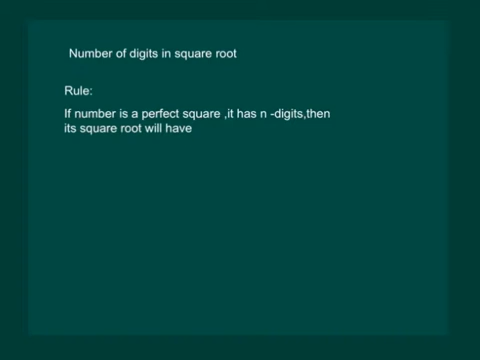 Number of digits in square root
Rule:
If number is a perfect square ,it has n -digits,then
its square root will have